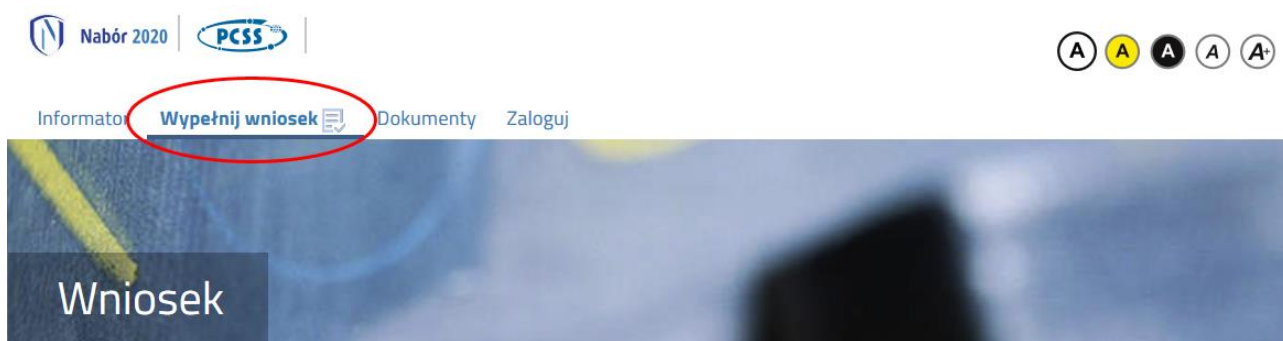 Nabór 2020
PCSS
A A A A A+
Informator Wypełnij wniosek Dokumenty Zaloguj
Wniosek